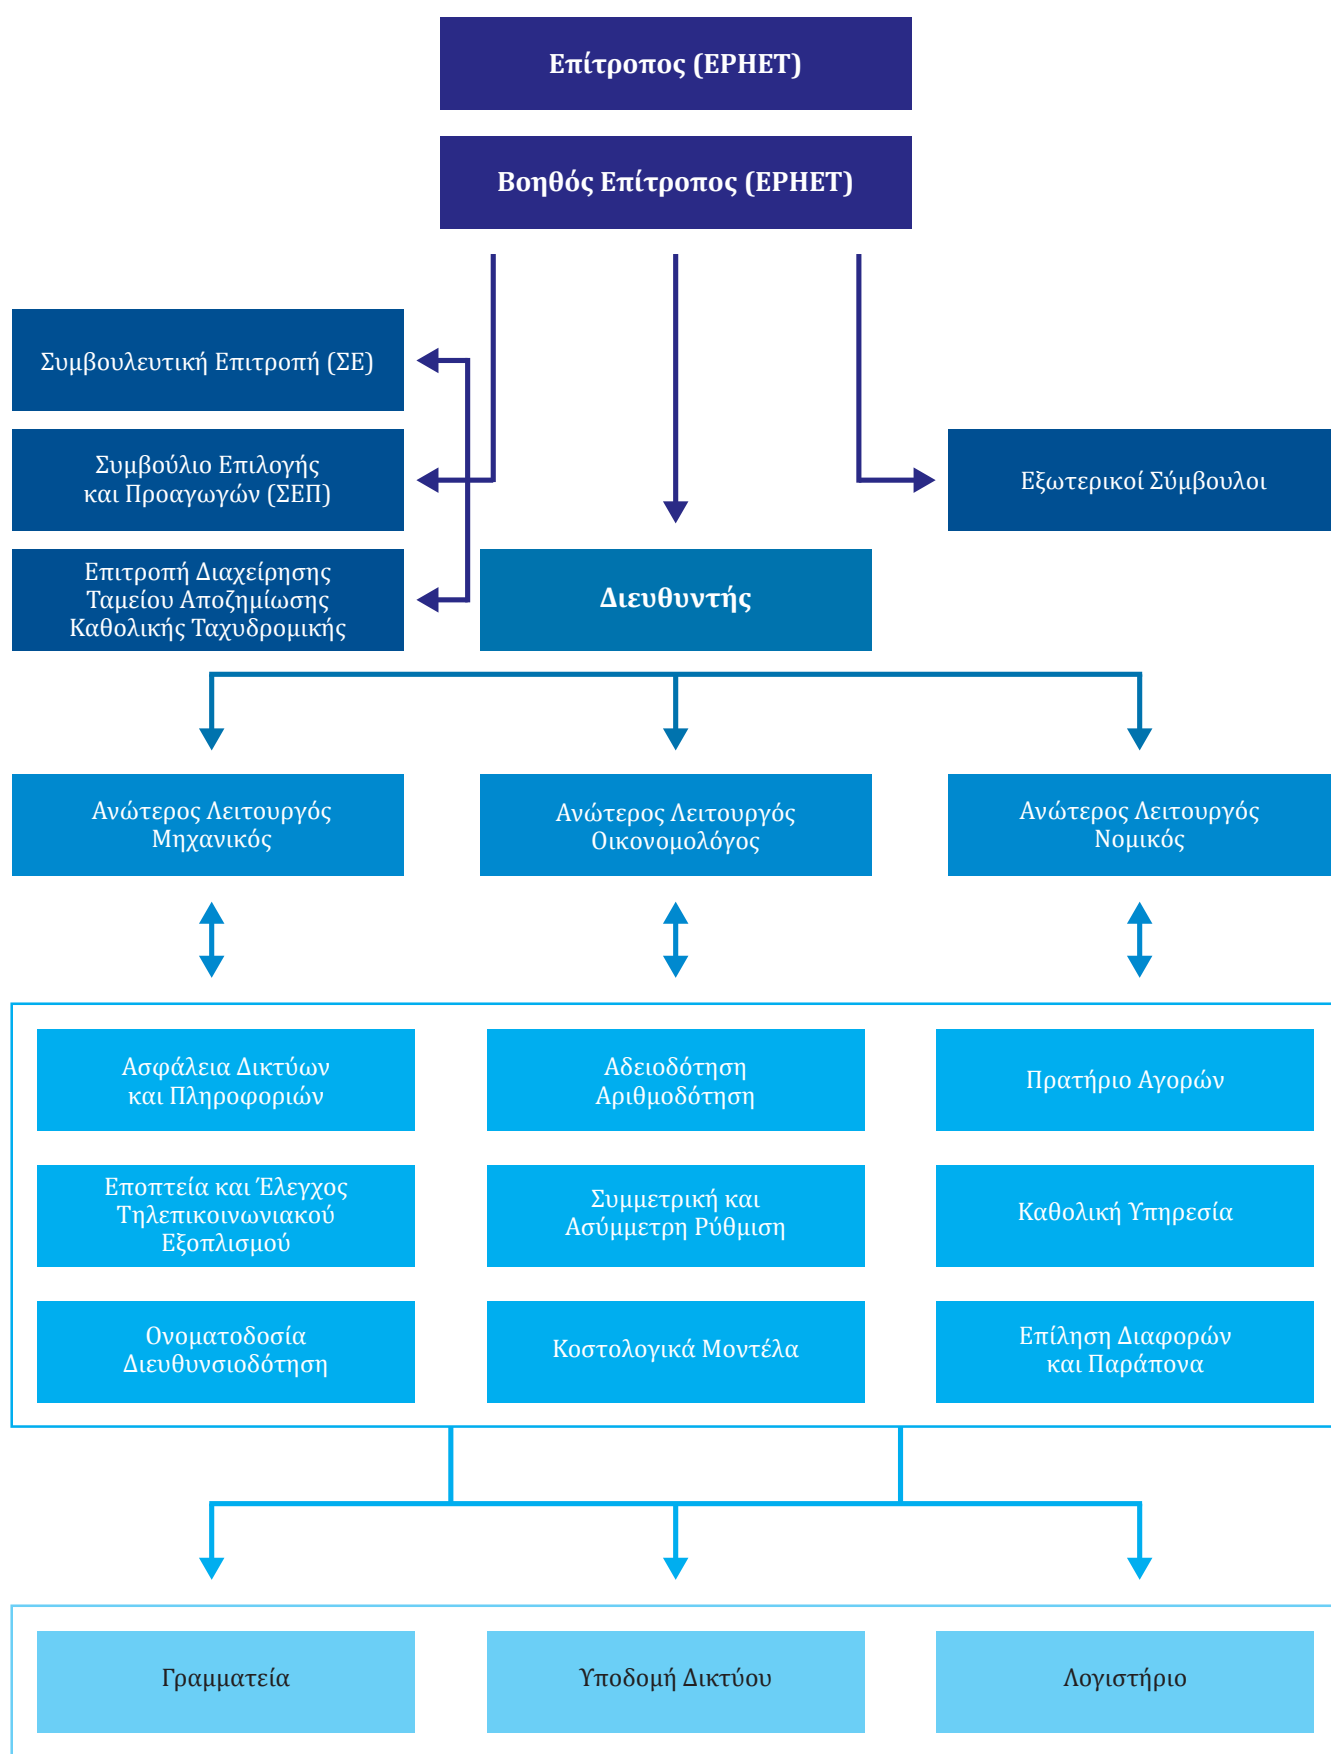 Επίτροπος (ΕΡΗΕΤ)
Βοηθός Επίτροπος (ΕΡΗΕΤ)
Συμβουλευτική Επιτροπή (ΣΕ)
Συμβούλιο Επιλογής
και Προαγωγών (ΣΕΠ)
Εξωτερικοί Σύμβουλοι
Επιτροπή Διαχείρησης
Ταμείου Αποζημίωσης
Καθολικής Ταχυδρομικής
Διευθυντής
Ανώτερος Λειτουργός
Μηχανικός
Ανώτερος Λειτουργός
Οικονομολόγος
Ανώτερος Λειτουργός
Νομικός
Ασφάλεια Δικτύων
και Πληροφοριών
Αδειοδότηση
Αριθμοδότηση
Πρατήριο Αγορών
Εποπτεία και Έλεγχος
Τηλεπικοινωνιακού
Εξοπλισμού
Συμμετρική και
Ασύμμετρη Ρύθμιση
Καθολική Υπηρεσία
Ονοματοδοσία
Διευθυνσιοδότηση
Κοστολογικά Μοντέλα
Επίληση Διαφορών
και Παράπονα
Γραμματεία
Υποδομή Δικτύου
Λογιστήριο